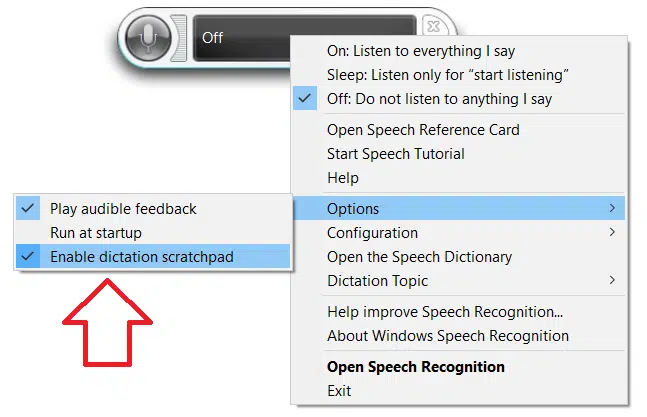 Off
On: Listen to everything I say
Sleep: Listen only for “start listening”
Off: Do not listen to anything I say
Open Speech Reference Card
Start Speech Tutorial
Help
Options
Configuration
Open the Speech Dictionary
Dictation Topic
Help improve Speech Recognition...
About Windows Speech Recognition
Open Speech Recognition
Exit
Play audible feedback
Run at startup
Enable dictation scratchpad